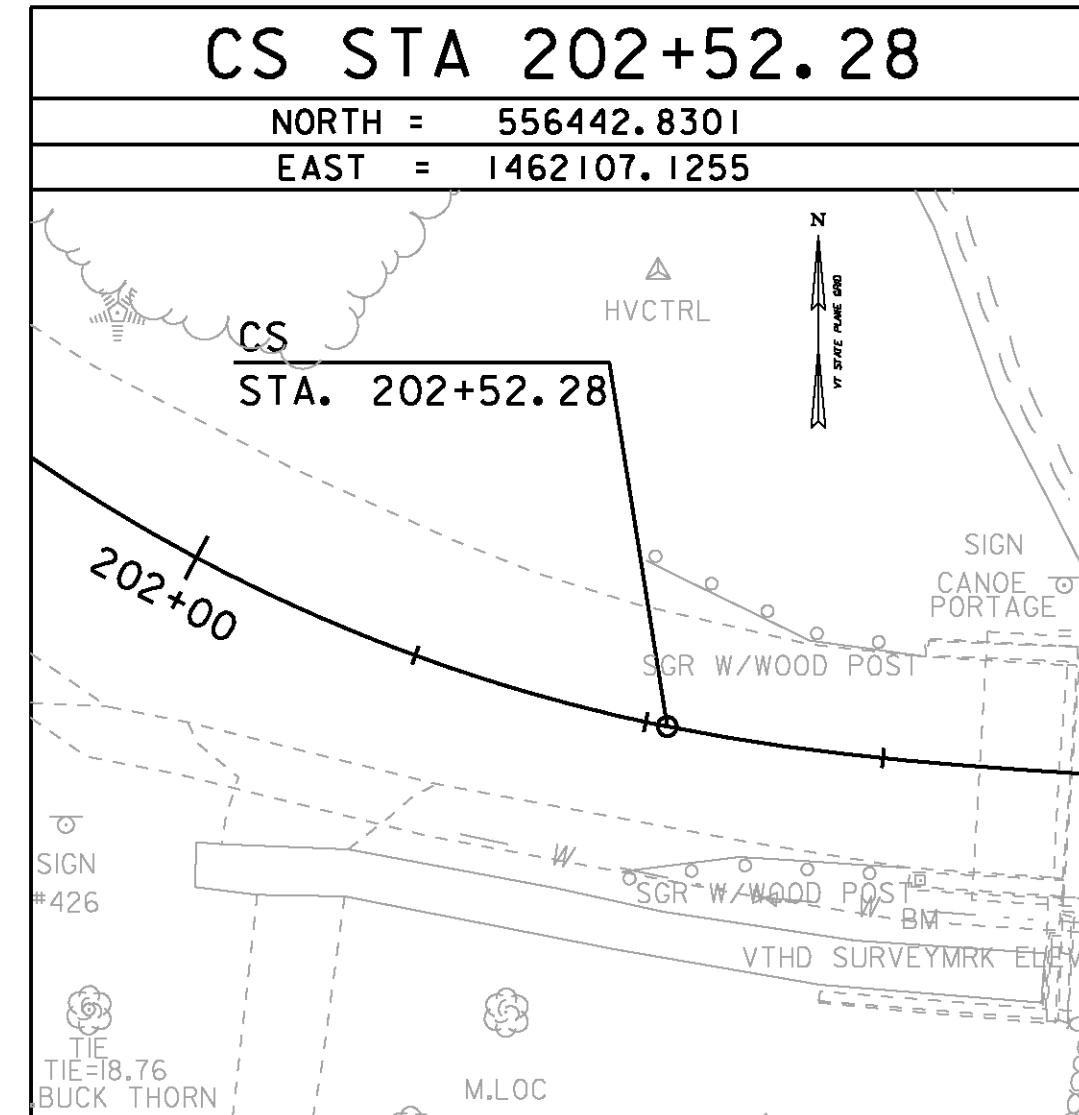 CS STA 202+52.28
NORTH = 556442.8301
EAST = 1462107.1255
N
VT STATE PLANE GRID
HVCTRL
CS
STA. 202+52.28
SIGN
CANOE
PORTAGE
202+00
SGR W/WOOD POST
W
SIGN
#426
SGR W/WOOD POST
W
BM
VTHD SURVEYMRK ELEV
TIE
TIE=18.76
BUCK THORN
M.LOC